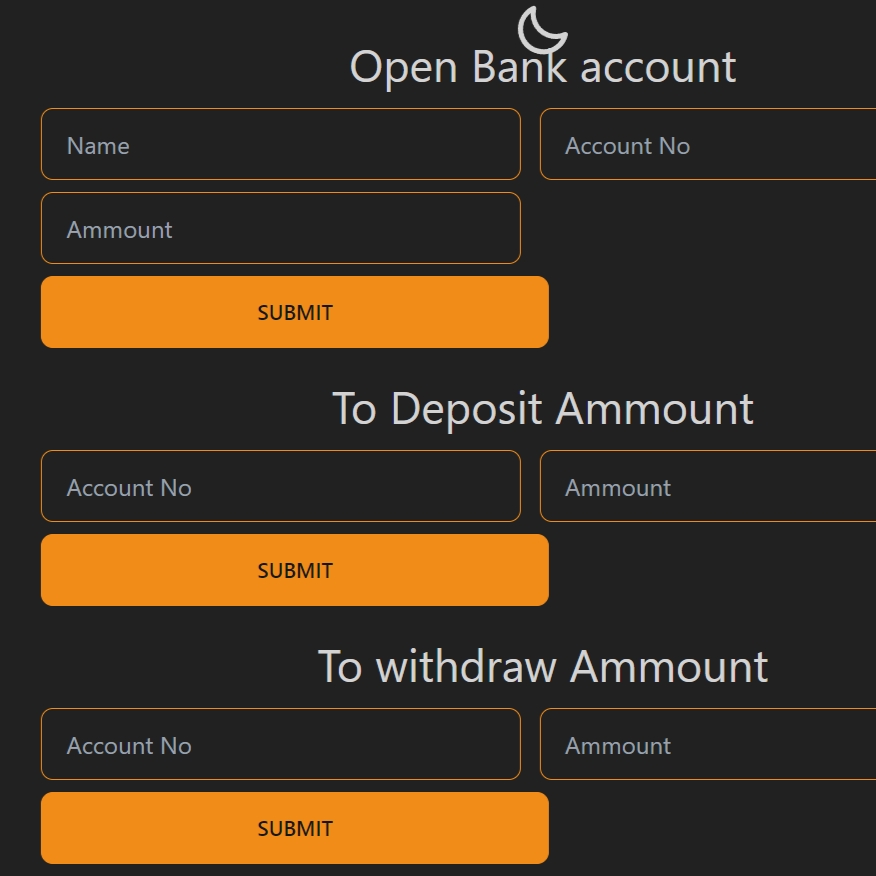 Open Bank account
Name Account No
Ammount
SUBMIT
To Deposit Ammount
Account No Ammount
SUBMIT
To withdraw Ammount
Account No Ammount
SUBMIT